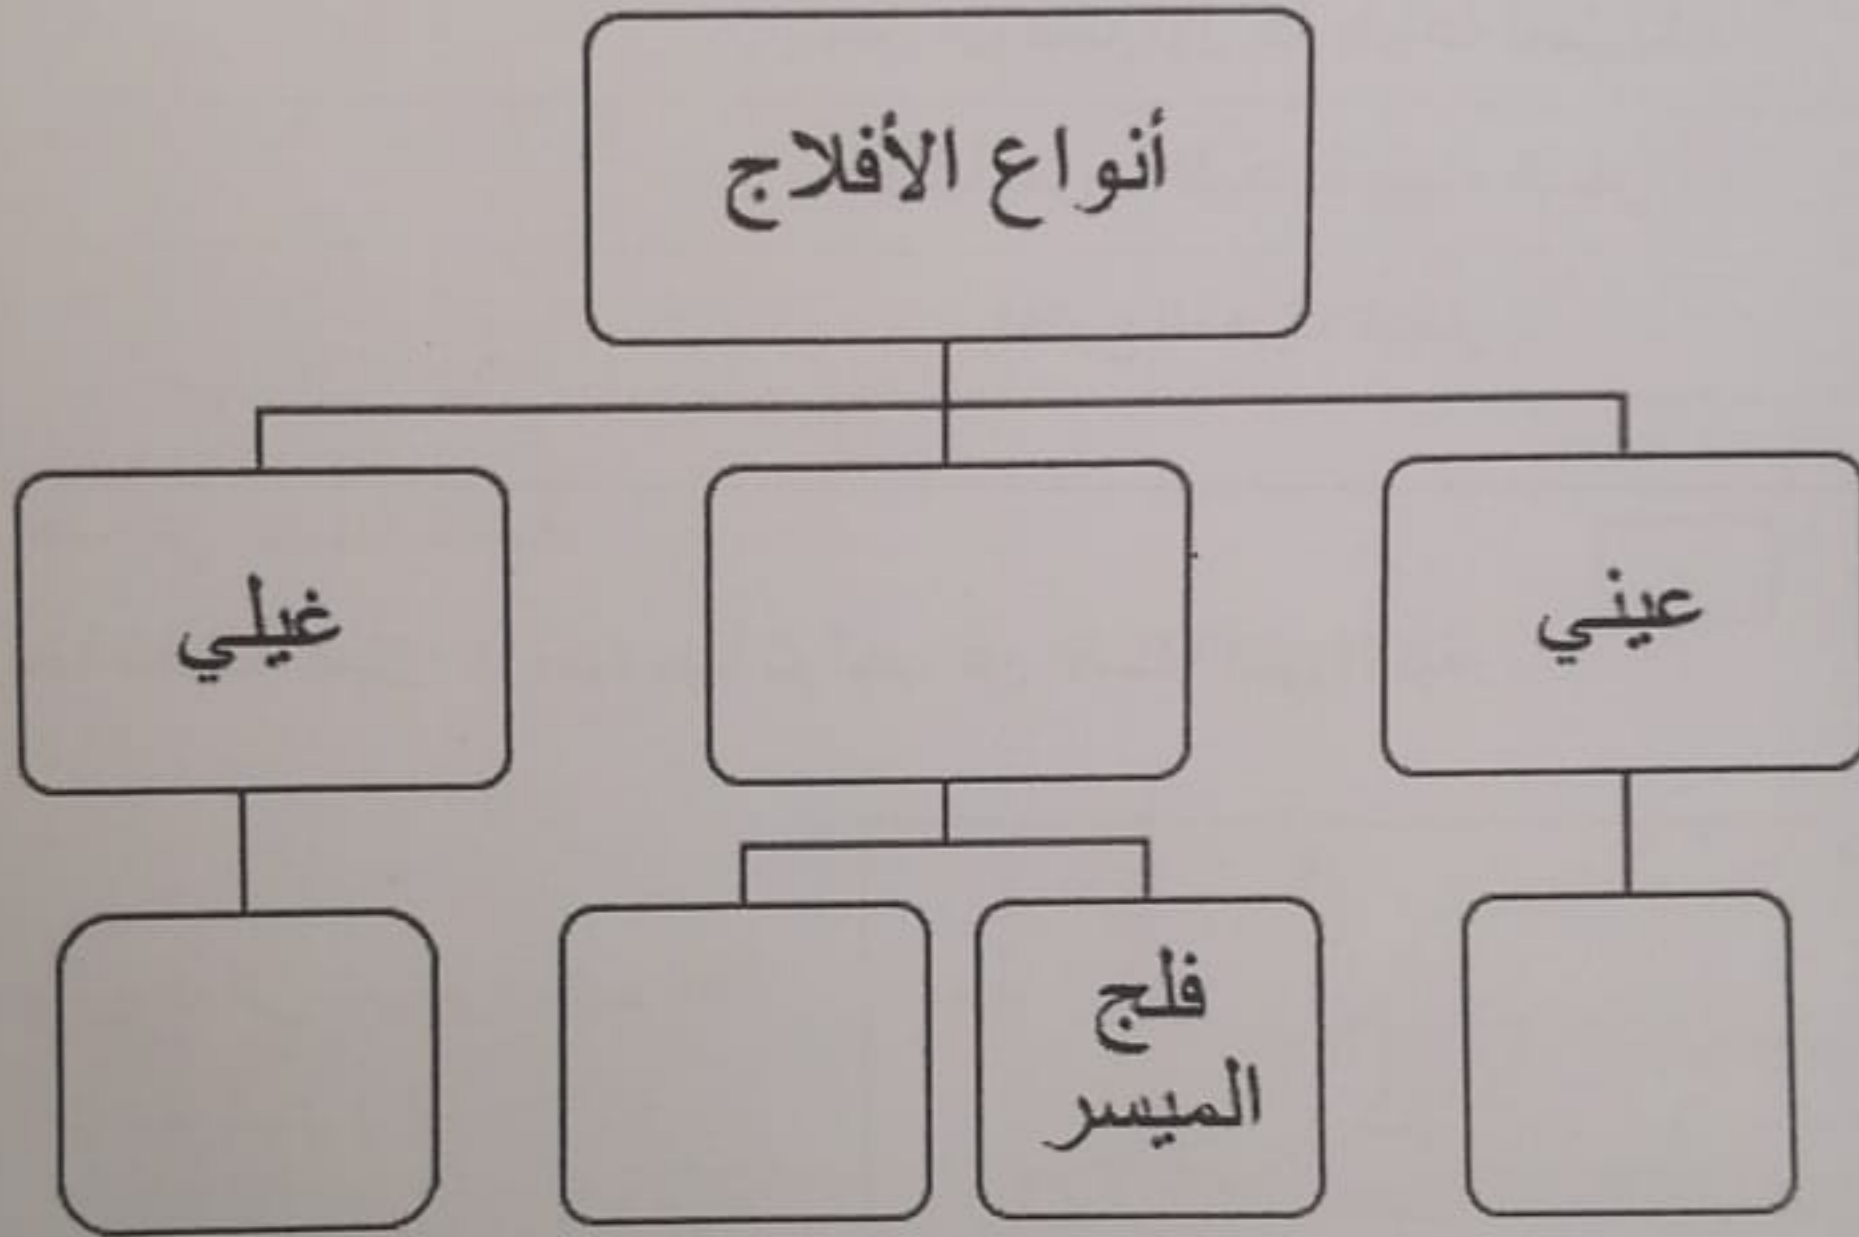 أنواع الأفلاج
عيني
غيلي
فلج
الميسر